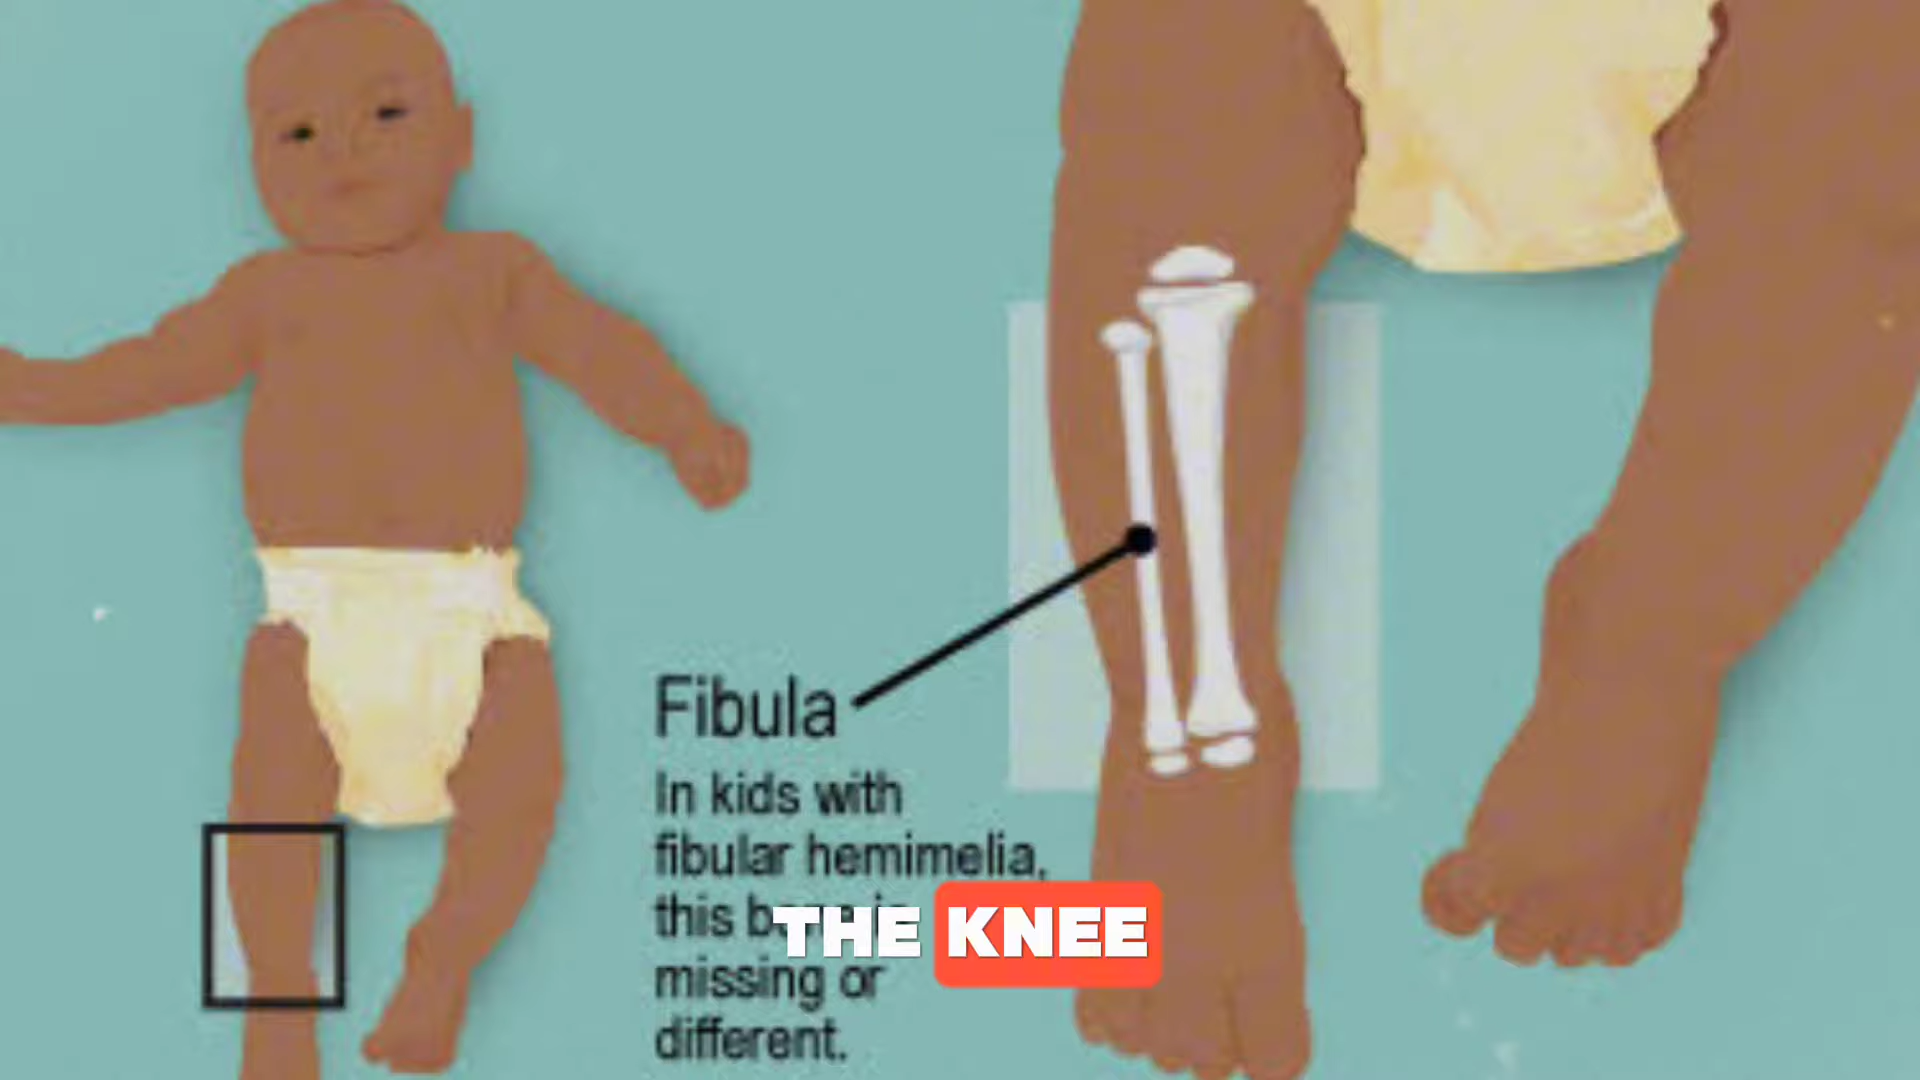 Fibula
In kids with
fibular hemimelia,
this
missing or
different.
THE KNEE